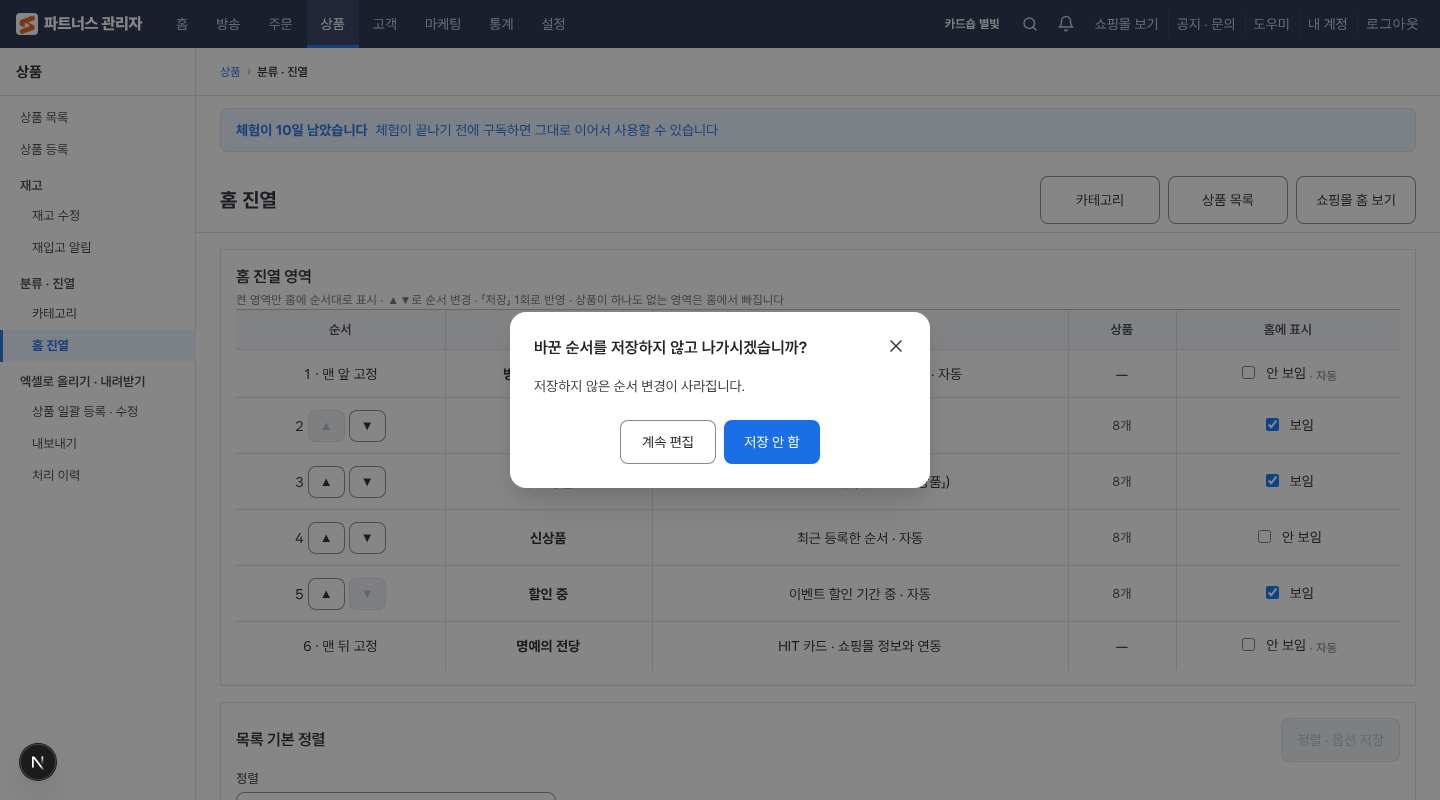 파트너스 관리자 홈 방송 주문 상품 고객 마케팅 통계 설정 카드숍 별빛 쇼핑몰 보기 공지 · 문의 도우미 내 계정 로그아웃
상품
상품 목록
상품 등록
재고
재고 수정
재입고 알림
분류 · 진열
카테고리
홈 진열
엑셀로 올리기 · 내려받기
상품 일괄 등록 · 수정
내보내기
처리 이력
상품 › 분류 · 진열
체험이 10일 남았습니다 체험이 끝나기 전에 구독하면 그대로 이어서 사용할 수 있습니다
홈 진열 카테고리 상품 목록 쇼핑몰 홈 보기
홈 진열 영역
켠 영역만 홈에 순서대로 표시 · ▲▼로 순서 변경 · 「저장」 1회로 반영 · 상품이 하나도 없는 영역은 홈에서 빠집니다
순서 상품 홈에 표시
1 · 맨 앞 고정 · 자동 — 안 보임 · 자동
2 ▲ ▼ 8개 보임
3 ▲ ▼ 품」) 8개 보임
4 ▲ ▼ 신상품 최근 등록한 순서 · 자동 8개 안 보임
5 ▲ ▼ 할인 중 이벤트 할인 기간 중 · 자동 8개 보임
6 · 맨 뒤 고정 명예의 전당 HIT 카드 · 쇼핑몰 정보와 연동 — 안 보임 · 자동
바꾼 순서를 저장하지 않고 나가시겠습니까?
저장하지 않은 순서 변경이 사라집니다.
계속 편집 저장 안 함
목록 기본 정렬 정렬 · 옵션 저장
정렬
N